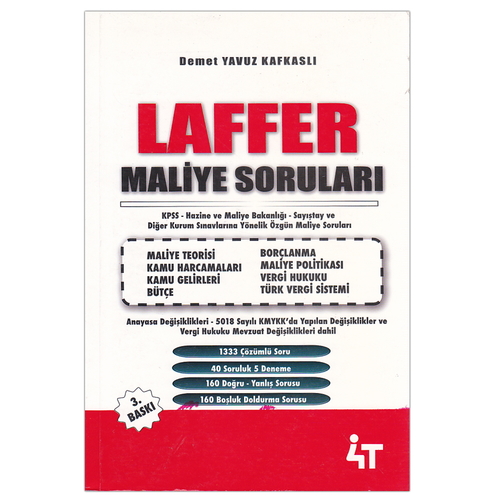 Demet YAVUZ KAFKASLI
LAFFER
MALİYE SORULARI
KPSS - Hazine ve Maliye Bakanlığı - Sayıştay ve
Diğer Kurum Sınavlarına Yönelik Özgün Maliye Soruları
MALİYE TEORİSİ
KAMU HARCAMALARI
KAMU GELİRLERİ
BÜTÇE
BORÇLANMA
MALİYE POLİTİKASI
VERGİ HUKUKU
TÜRK VERGİ SİSTEMİ
Anayasa Değişiklikleri - 5018 Sayılı KMYKK'da Yapılan Değişiklikler ve
Vergi Hukuku Mevzuat Değişiklikleri dahil
1333 Çözümlü Soru
40 Soruluk 5 Deneme
160 Doğru - Yanlış Sorusu
160 Boşluk Doldurma Sorusu
3.
BASKI
4T